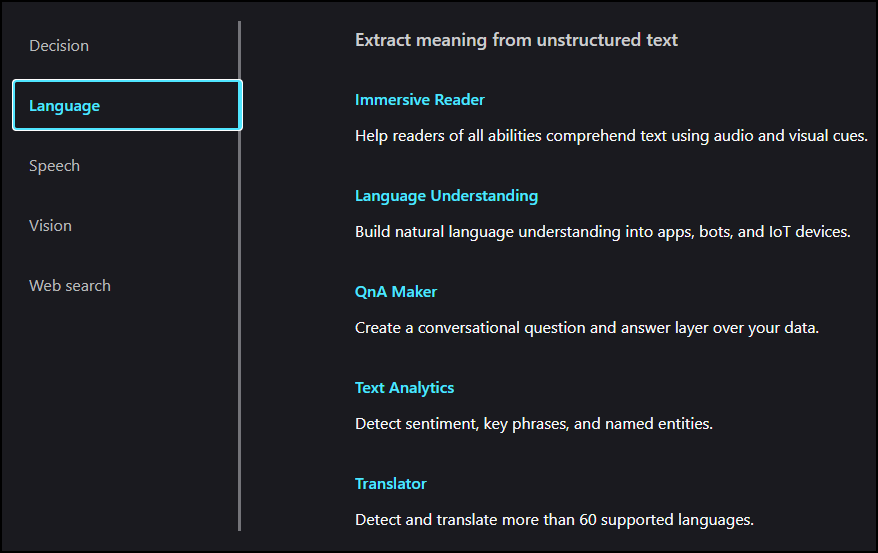 Decision
Language
Speech
Vision
Web search
Extract meaning from unstructured text
Immersive Reader
Help readers of all abilities comprehend text using audio and visual cues.
Language Understanding
Build natural language understanding into apps, bots, and IoT devices.
QnA Maker
Create a conversational question and answer layer over your data.
Text Analytics
Detect sentiment, key phrases, and named entities.
Translator
Detect and translate more than 60 supported languages.